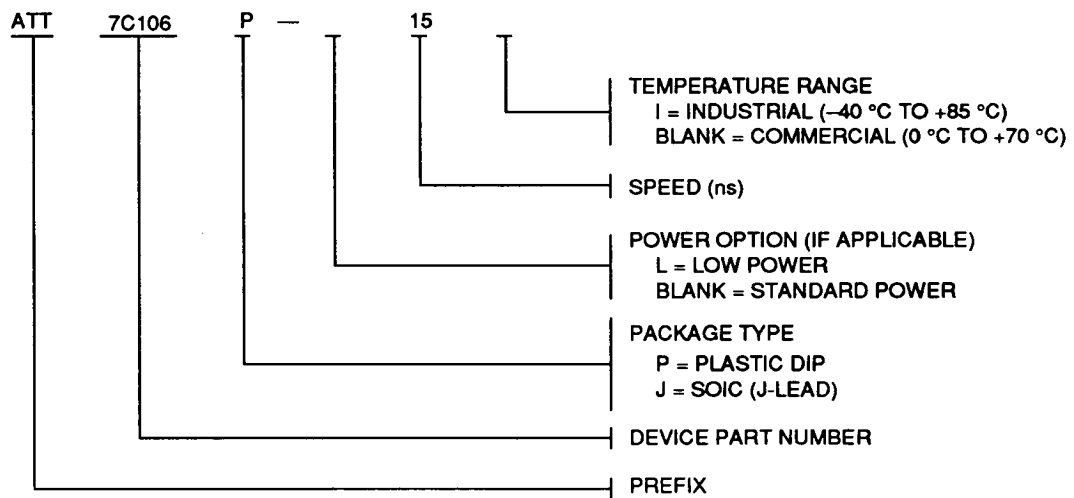 ATT 7C106 P — 15
TEMPERATURE RANGE
I = INDUSTRIAL (–40 °C TO +85 °C)
BLANK = COMMERCIAL (0 °C TO +70 °C)
SPEED (ns)
POWER OPTION (IF APPLICABLE)
L = LOW POWER
BLANK = STANDARD POWER
PACKAGE TYPE
P = PLASTIC DIP
J = SOIC (J-LEAD)
DEVICE PART NUMBER
PREFIX